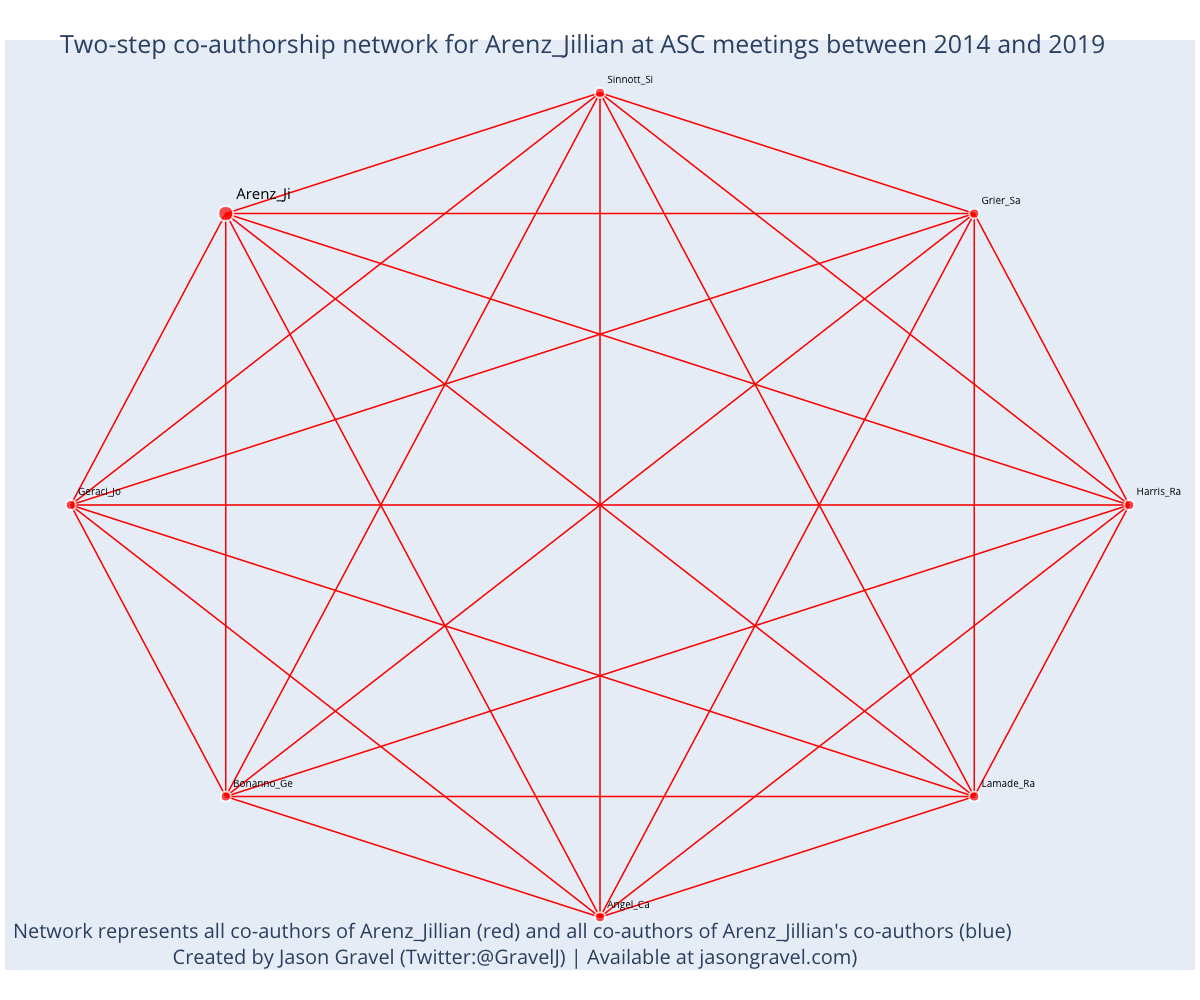 Two-step co-authorship network for Arenz_Jillian at ASC meetings between 2014 and 2019
Sinnott_Si
Arenz_Ji
Grier_Sa
Geraci_Jo
Harris_Ra
Bonanno_Ge
Lamade_Ra
Angel_Ca
Network represents all co-authors of Arenz_Jillian (red) and all co-authors of Arenz_Jillian's co-authors (blue)
Created by Jason Gravel (Twitter:@GravelJ) | Available at jasongravel.com)